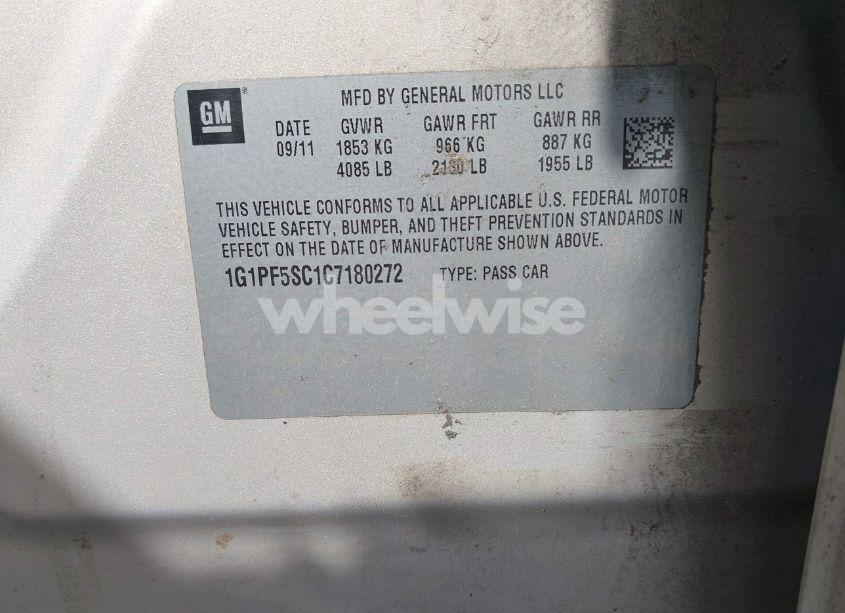 GM ®
MFD BY GENERAL MOTORS LLC
DATE GVWR GAWR FRT GAWR RR
09/11 1853 KG 966 KG 887 KG
4085 LB 2130 LB 1955 LB
THIS VEHICLE CONFORMS TO ALL APPLICABLE U.S. FEDERAL MOTOR
VEHICLE SAFETY, BUMPER, AND THEFT PREVENTION STANDARDS IN
EFFECT ON THE DATE OF MANUFACTURE SHOWN ABOVE.
1G1PF5SC1C7180272 TYPE: PASS CAR
wheelwise